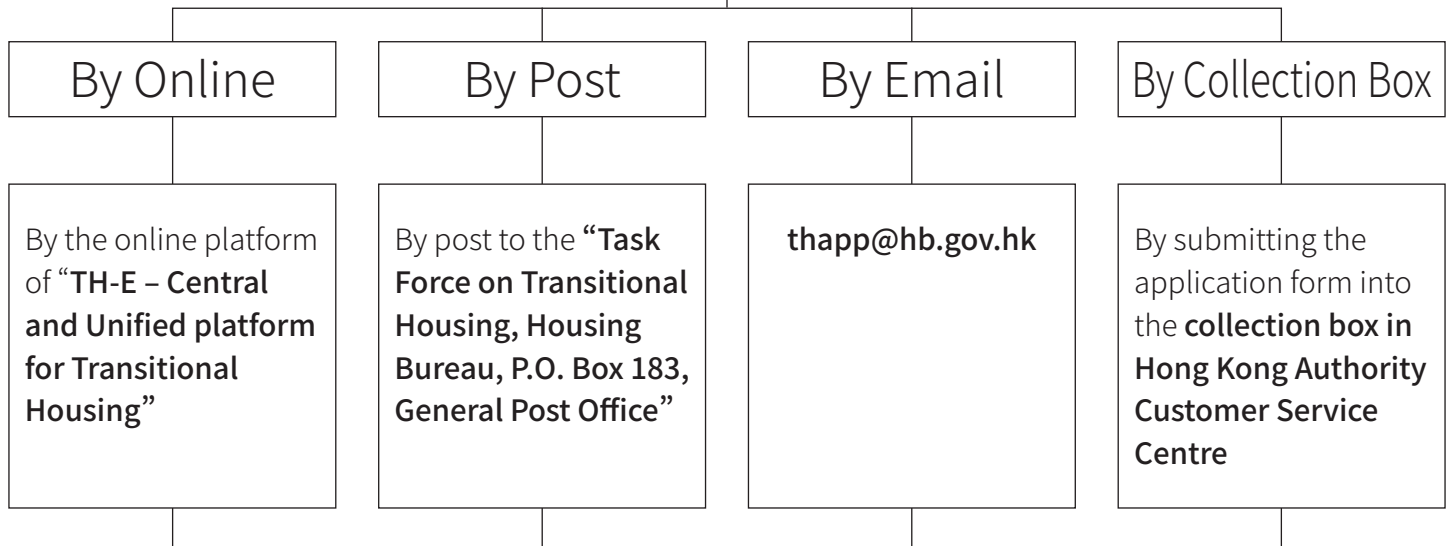 By Online
By the online platform
of “TH-E – Central
and Unified platform
for Transitional
Housing”
By Post
By post to the “Task
Force on Transitional
Housing, Housing
Bureau, P.O. Box 183,
General Post Office”
By Email
thapp@hb.gov.hk
By Collection Box
By submitting the
application form into
the collection box in
Hong Kong Authority
Customer Service
Centre